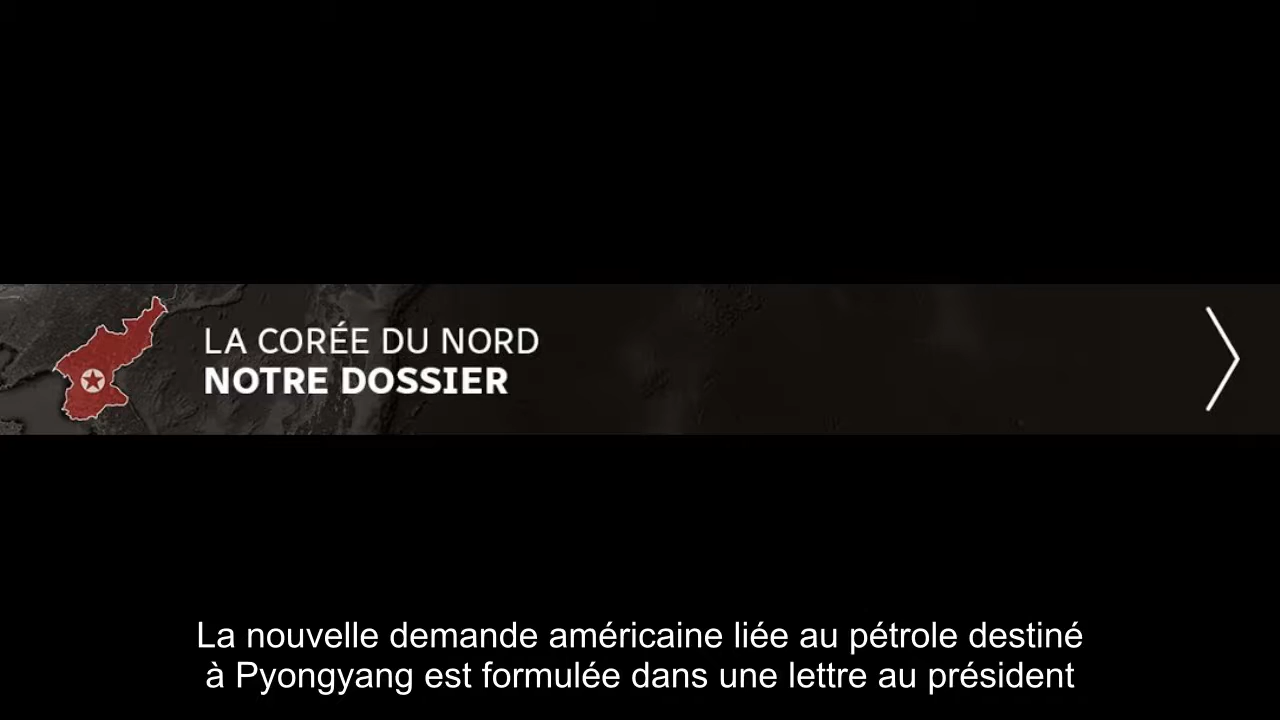 LA CORÉE DU NORD
NOTRE DOSSIER
La nouvelle demande américaine liée au pétrole destiné
à Pyongyang est formulée dans une lettre au président